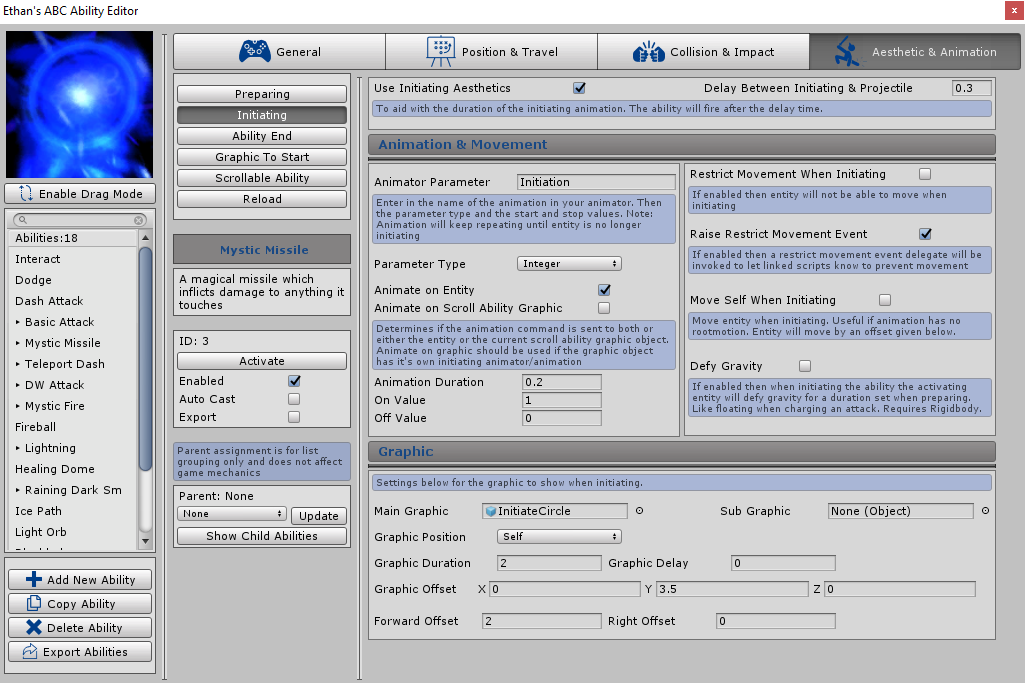 Ethan's ABC Ability Editor
x
General
Position & Travel
Collision & Impact
Aesthetic & Animation
Enable Drag Mode
Abilities:18
Interact
Dodge
Dash Attack
Basic Attack
Mystic Missile
Teleport Dash
DW Attack
Mystic Fire
Fireball
Lightning
Healing Dome
Raining Dark Sm
Ice Path
Light Orb
Add New Ability
Copy Ability
Delete Ability
Export Abilities
Preparing
Initiating
Ability End
Graphic To Start
Scrollable Ability
Reload
Mystic Missile
A magical missile which
inflicts damage to anything it
touches
ID: 3
Activate
Enabled
Auto Cast
Export
Parent assignment is for list
grouping only and does not affect
game mechanics
Parent: None
None Update
Show Child Abilities
Use Initiating Aesthetics Delay Between Initiating & Projectile 0.3
To aid with the duration of the initiating animation. The ability will fire after the delay time.
Animation & Movement
Animator Parameter Initiation
Enter in the name of the animation in your animator. Then
the parameter type and the start and stop values. Note:
Animation will keep repeating until entity is no longer
initiating
Parameter Type Integer
Animate on Entity
Animate on Scroll Ability Graphic
Determines if the animation command is sent to both or
either the entity or the current scroll ability graphic object.
Animate on graphic should be used if the graphic object
has it's own initiating animator/animation
Animation Duration 0.2
On Value 1
Off Value 0
Restrict Movement When Initiating
If enabled then entity will not be able to move when
initiating
Raise Restrict Movement Event
If enabled then a restrict movement event delegate will be
invoked to let linked scripts know to prevent movement
Move Self When Initiating
Move entity when initiating. Useful if animation has no
rootmotion. Entity will move by an offset given below.
Defy Gravity
If enabled then when initiating the ability the activating
entity will defy gravity for a duration set when preparing.
Like floating when charging an attack. Requires Rigidbody.
Graphic
Settings below for the graphic to show when initiating.
Main Graphic InitiateCircle Sub Graphic None (Object)
Graphic Position Self
Graphic Duration 2 Graphic Delay 0
Graphic Offset X 0 Y 3.5 Z 0
Forward Offset 2 Right Offset 0